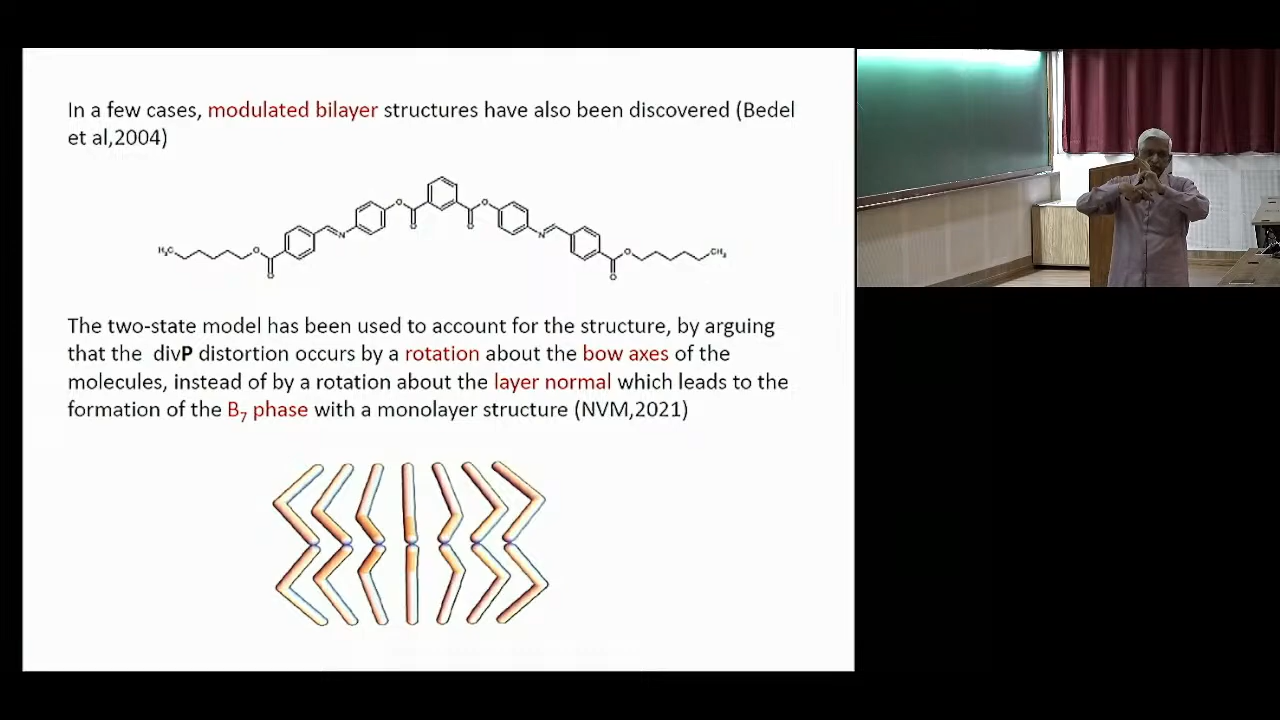 In a few cases, modulated bilayer structures have also been discovered (Bedel
et al,2004)
H₃C
O
O
N
O
O
O
O
N
O
O
CH₃
The two-state model has been used to account for the structure, by arguing
that the divP distortion occurs by a rotation about the bow axes of the
molecules, instead of by a rotation about the layer normal which leads to the
formation of the B₇ phase with a monolayer structure (NVM,2021)